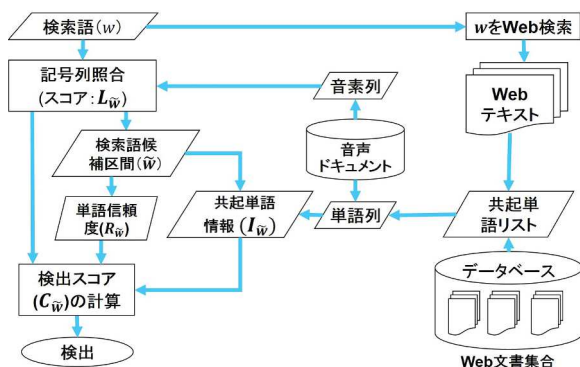 検索語(w)
wをWeb検索
記号列照合
(スコア:L_w̃)
音素列
Web
テキスト
検索語候
補区間(w̃)
音声
ドキュメント
単語信頼
度(R_w̃)
共起単語
情報(I_w̃)
単語列
共起単
語リスト
検出スコア
(C_w̃)の計算
データベース
検出
Web文書集合